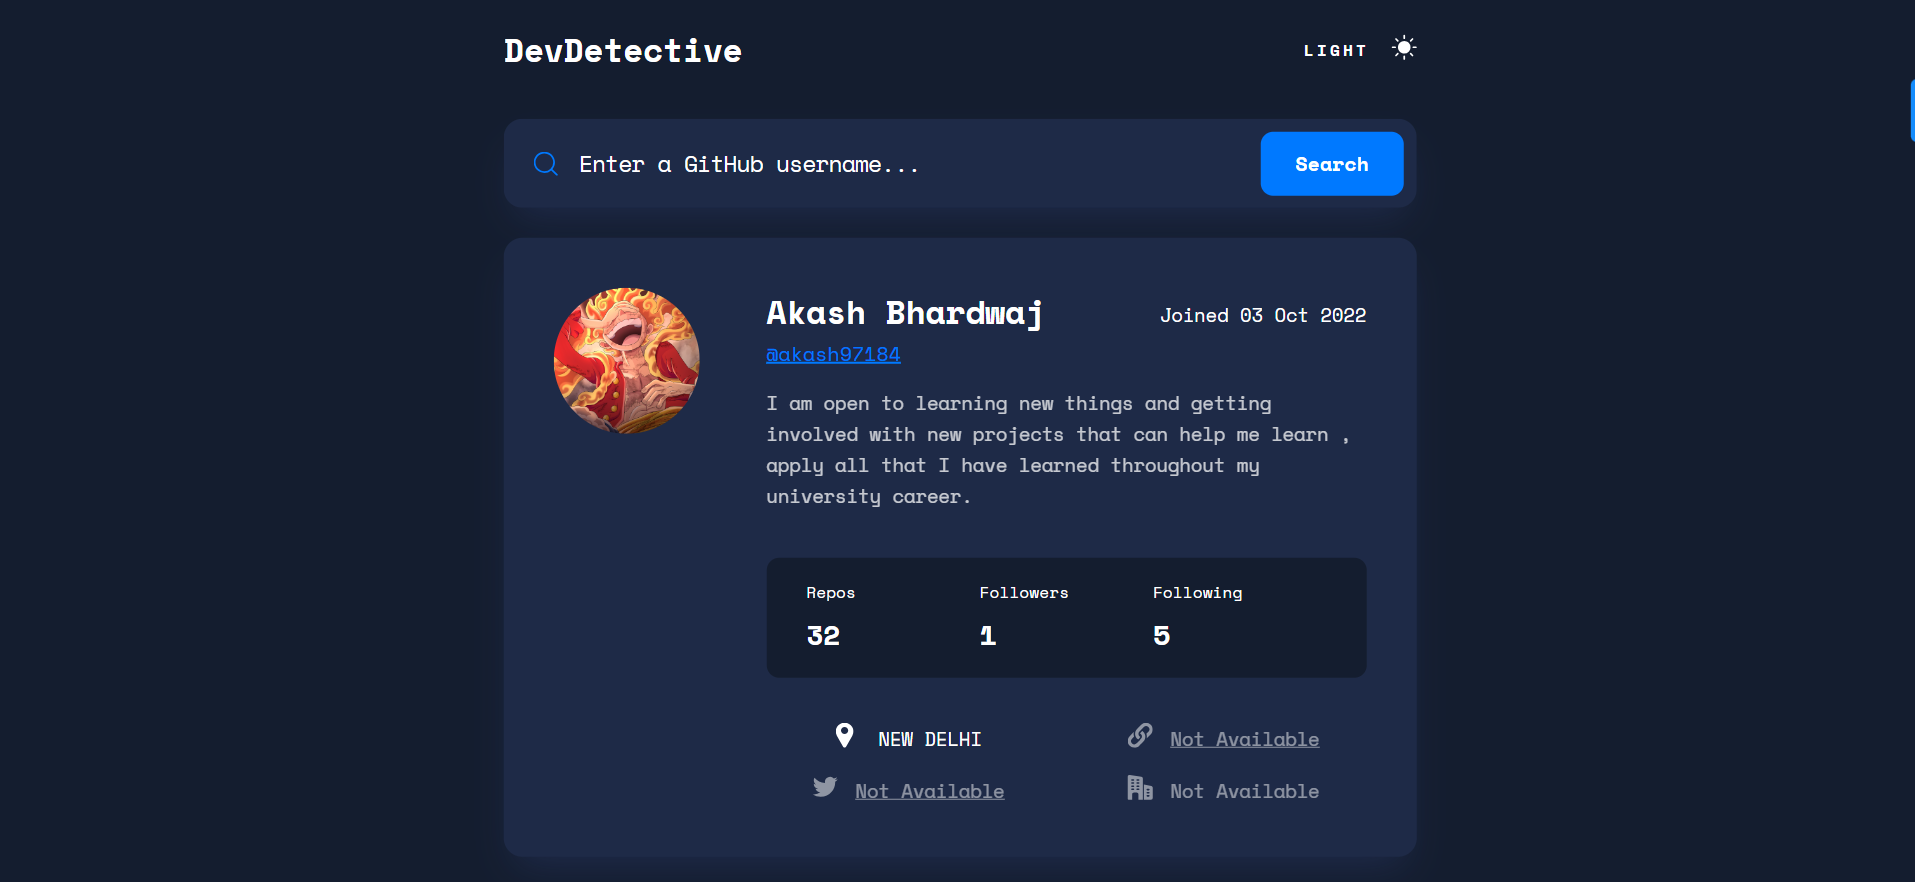 DevDetective
LIGHT
Enter a GitHub username...
Search
Akash Bhardwaj
Joined 03 Oct 2022
@akash97184
I am open to learning new things and getting
involved with new projects that can help me learn ,
apply all that I have learned throughout my
university career.
Repos Followers Following
32 1 5
NEW DELHI
Not Available
Not Available
Not Available